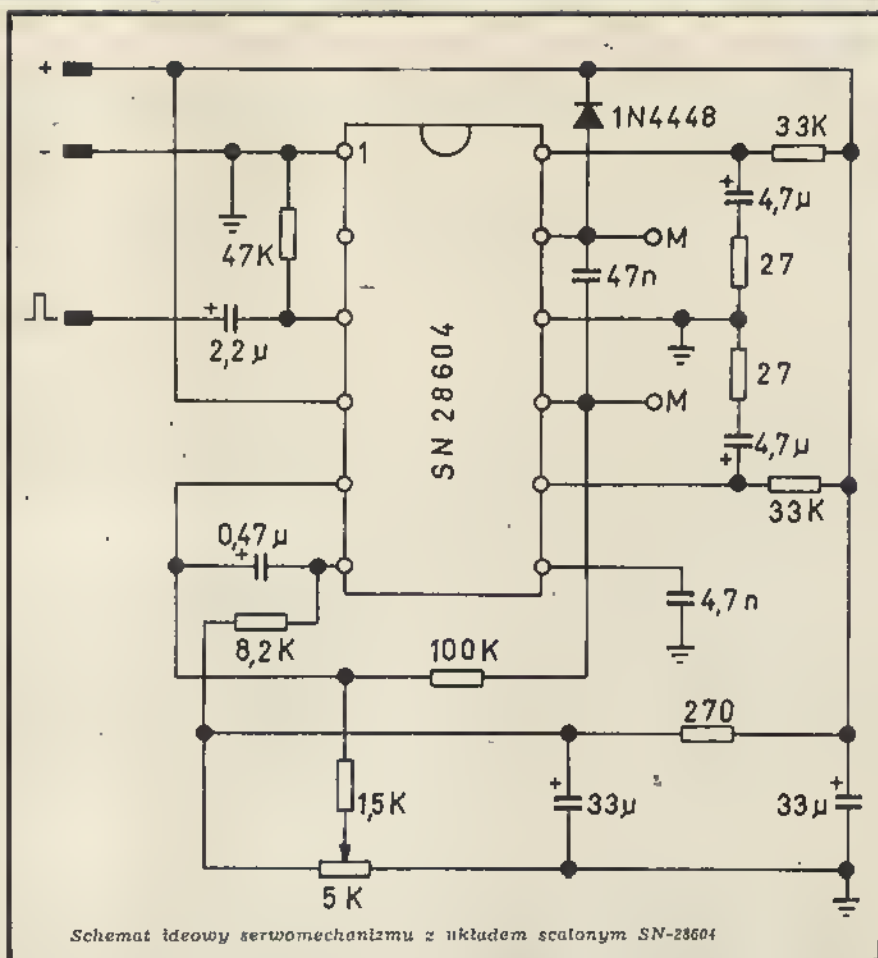 +
1N4448
33K
-
1
+
4,7µ
47K
M
47n
27
+
2,2µ
SN 28604
27
M
4,7µ
+
33K
0,47µ
+
4,7n
8,2K
100K
270
+
+
1,5K
33µ
33µ
5K
Schemat ideowy serwomechanizmu z układem scalonym SN-28604